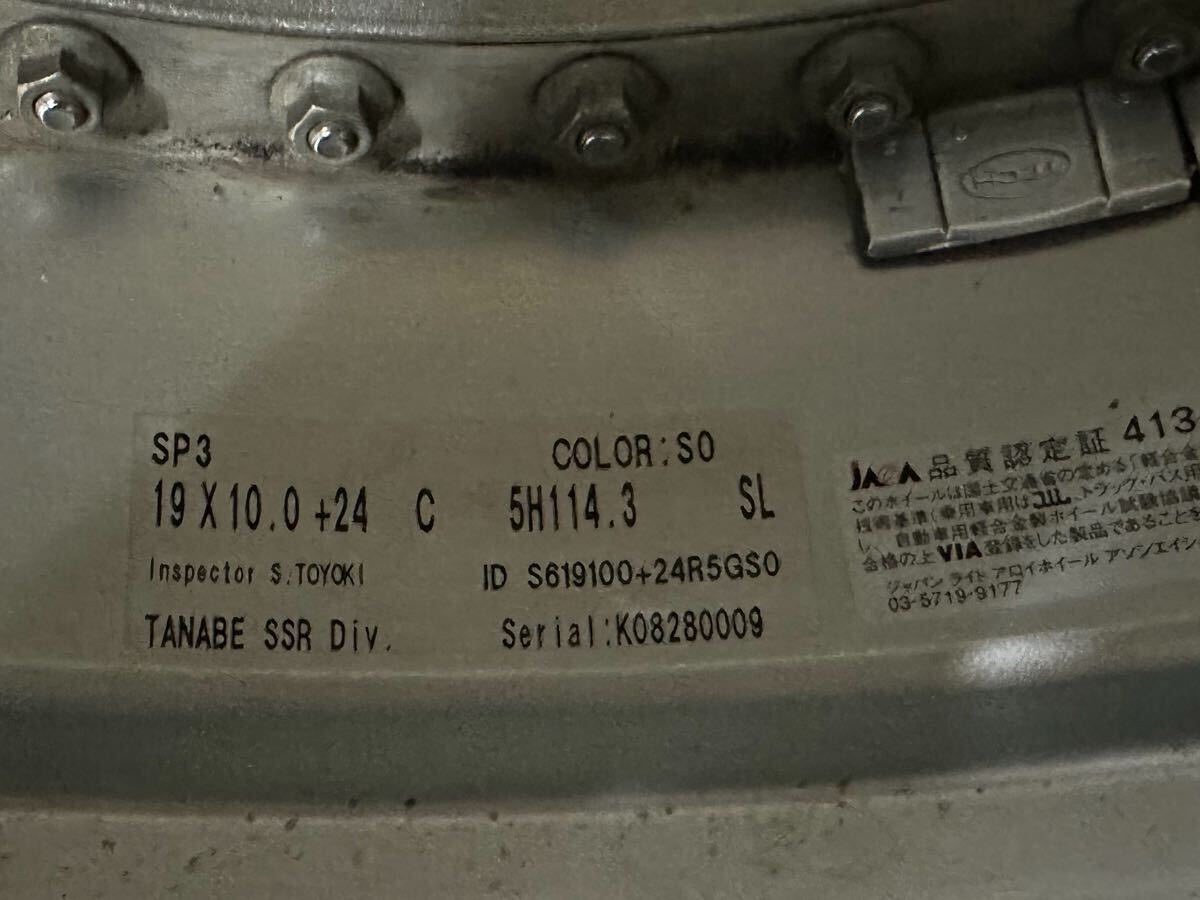 SP3 COLOR:SO
19 X 10.0 +24 C 5H114.3 SL
Inspector S.TOYOKI ID S619100+24R5GSO
TANABE SSR Div. Serial:K08280009
JAWA 品質認定証 413
このホイールは国土交通省の定める「軽合金
技術基準(乗用車用は JWL トラック・バス用
し、自動車用軽合金製ホイール試験協議
合格の上VIA登録をした製品であることを
ジャパン ライト アロイホイール アソシエイシ
03-5719-9177